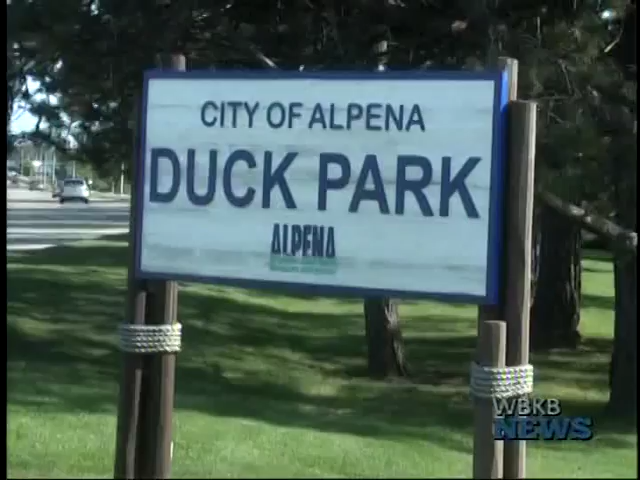 CITY OF ALPENA
DUCK PARK
ALPENA
WBKB
NEWS